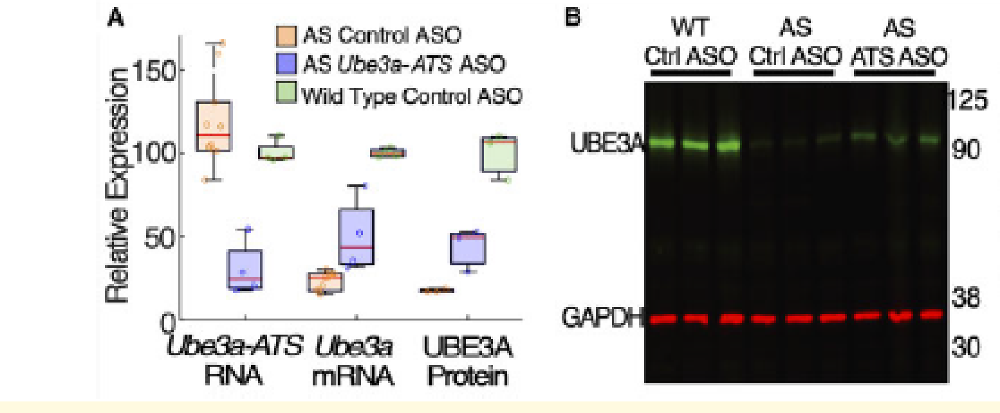 A
AS Control ASO
AS Ube3a-ATS ASO
Wild Type Control ASO
Relative Expression
150
100
50
0
Ube3a-ATS RNA
Ube3a mRNA
UBE3A Protein
B
WT Ctrl ASO
AS Ctrl ASO
AS ATS ASO
UBE3A
GAPDH
125
90
38
30